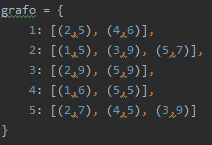 grafo = {
1: [(2,5), (4,6)],
2: [(1,5), (3,9), (5,7)],
3: [(2,9), (5,9)],
4: [(1,6), (5,5)],
5: [(2,7), (4,5), (3,9)]
}